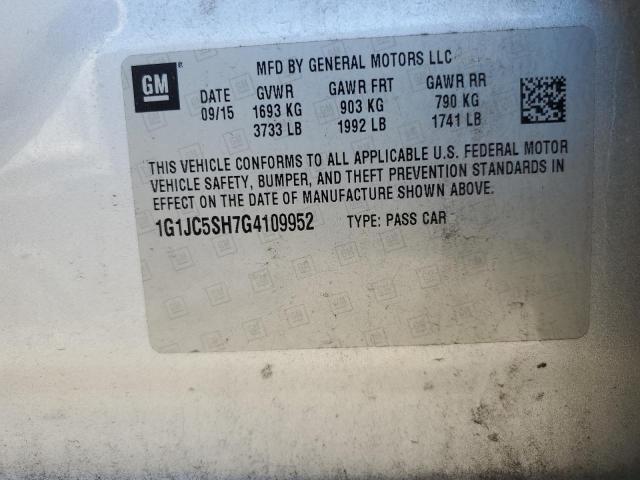 GM
MFD BY GENERAL MOTORS LLC
DATE GVWR GAWR FRT GAWR RR
09/15 1693 KG 903 KG 790 KG
3733 LB 1992 LB 1741 LB
THIS VEHICLE CONFORMS TO ALL APPLICABLE U.S. FEDERAL MOTOR
VEHICLE SAFETY, BUMPER, AND THEFT PREVENTION STANDARDS IN
EFFECT ON THE DATE OF MANUFACTURE SHOWN ABOVE.
1G1JC5SH7G4109952 TYPE: PASS CAR